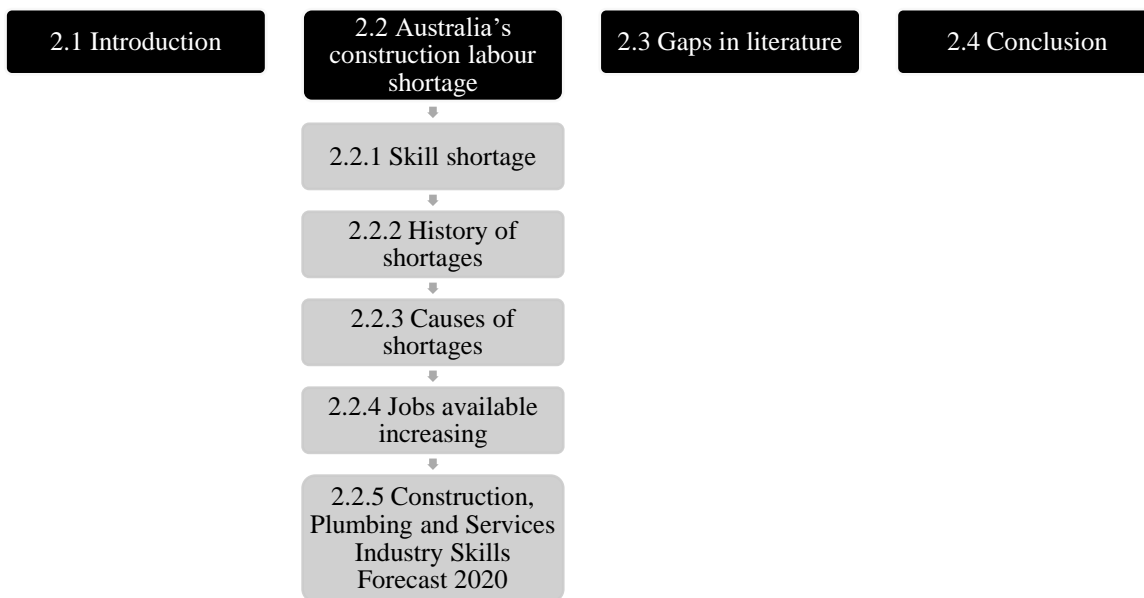 2.1 Introduction
2.2 Australia’s
construction labour
shortage
2.3 Gaps in literature
2.4 Conclusion
2.2.1 Skill shortage
2.2.2 History of
shortages
2.2.3 Causes of
shortages
2.2.4 Jobs available
increasing
2.2.5 Construction,
Plumbing and Services
Industry Skills
Forecast 2020